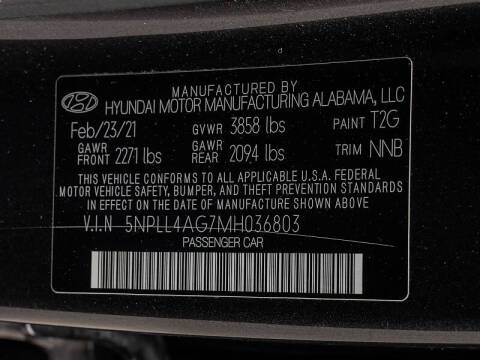 MANUFACTURED BY
HYUNDAI MOTOR MANUFACTURING ALABAMA, LLC
Feb/23/21 GVWR 3858 lbs PAINT T2G
GAWR FRONT 2271 lbs GAWR REAR 2094 lbs TRIM NNB
THIS VEHICLE CONFORMS TO ALL APPLICABLE U.S.A. FEDERAL
MOTOR VEHICLE SAFETY, BUMPER, AND THEFT PREVENTION STANDARDS
IN EFFECT ON THE DATE OF MANUFACTURE SHOWN ABOVE
V.I.N 5NPLL4AG7MH036803
PASSENGER CAR